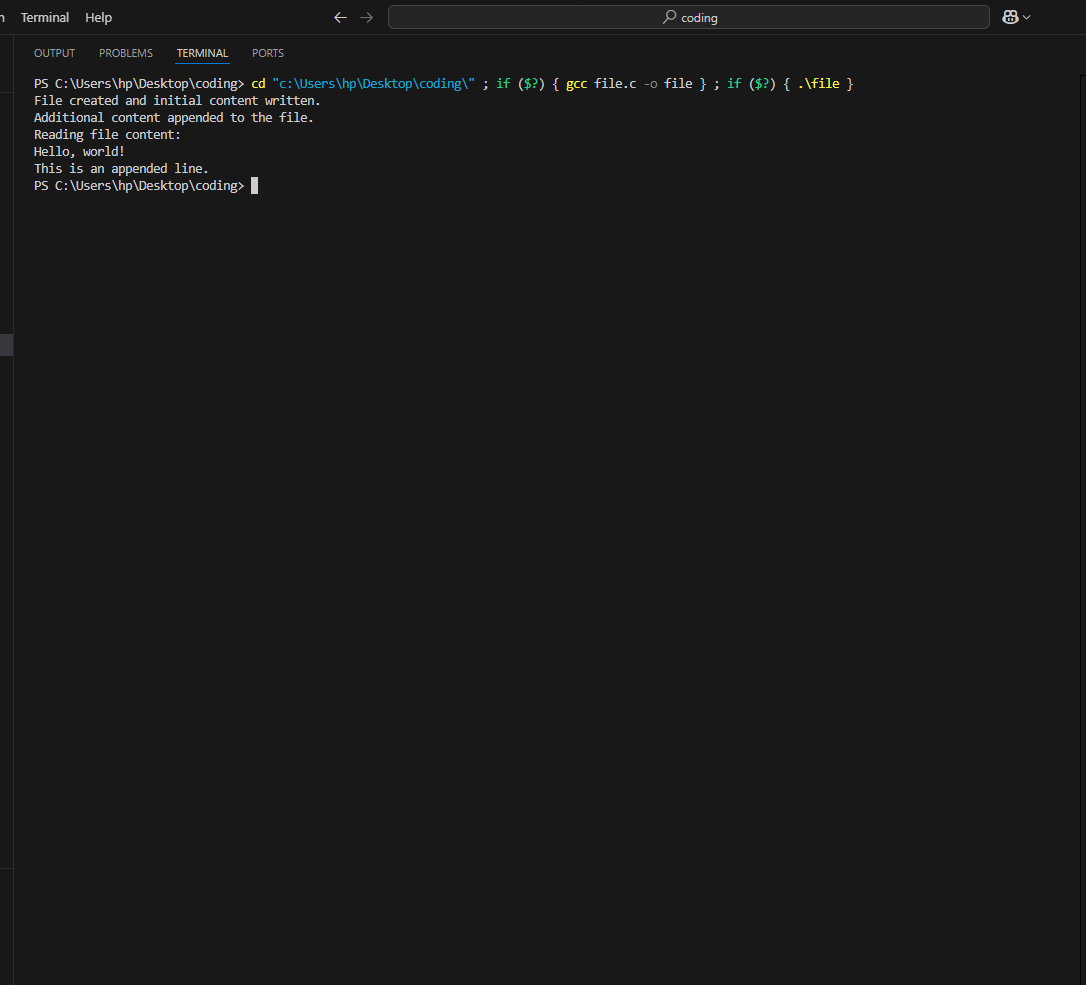 Terminal Help coding
OUTPUT PROBLEMS TERMINAL PORTS
PS C:\Users\hp\Desktop\coding> cd "c:\Users\hp\Desktop\coding\" ; if ($?) { gcc file.c -o file } ; if ($?) { .\file }
File created and initial content written.
Additional content appended to the file.
Reading file content:
Hello, world!
This is an appended line.
PS C:\Users\hp\Desktop\coding>